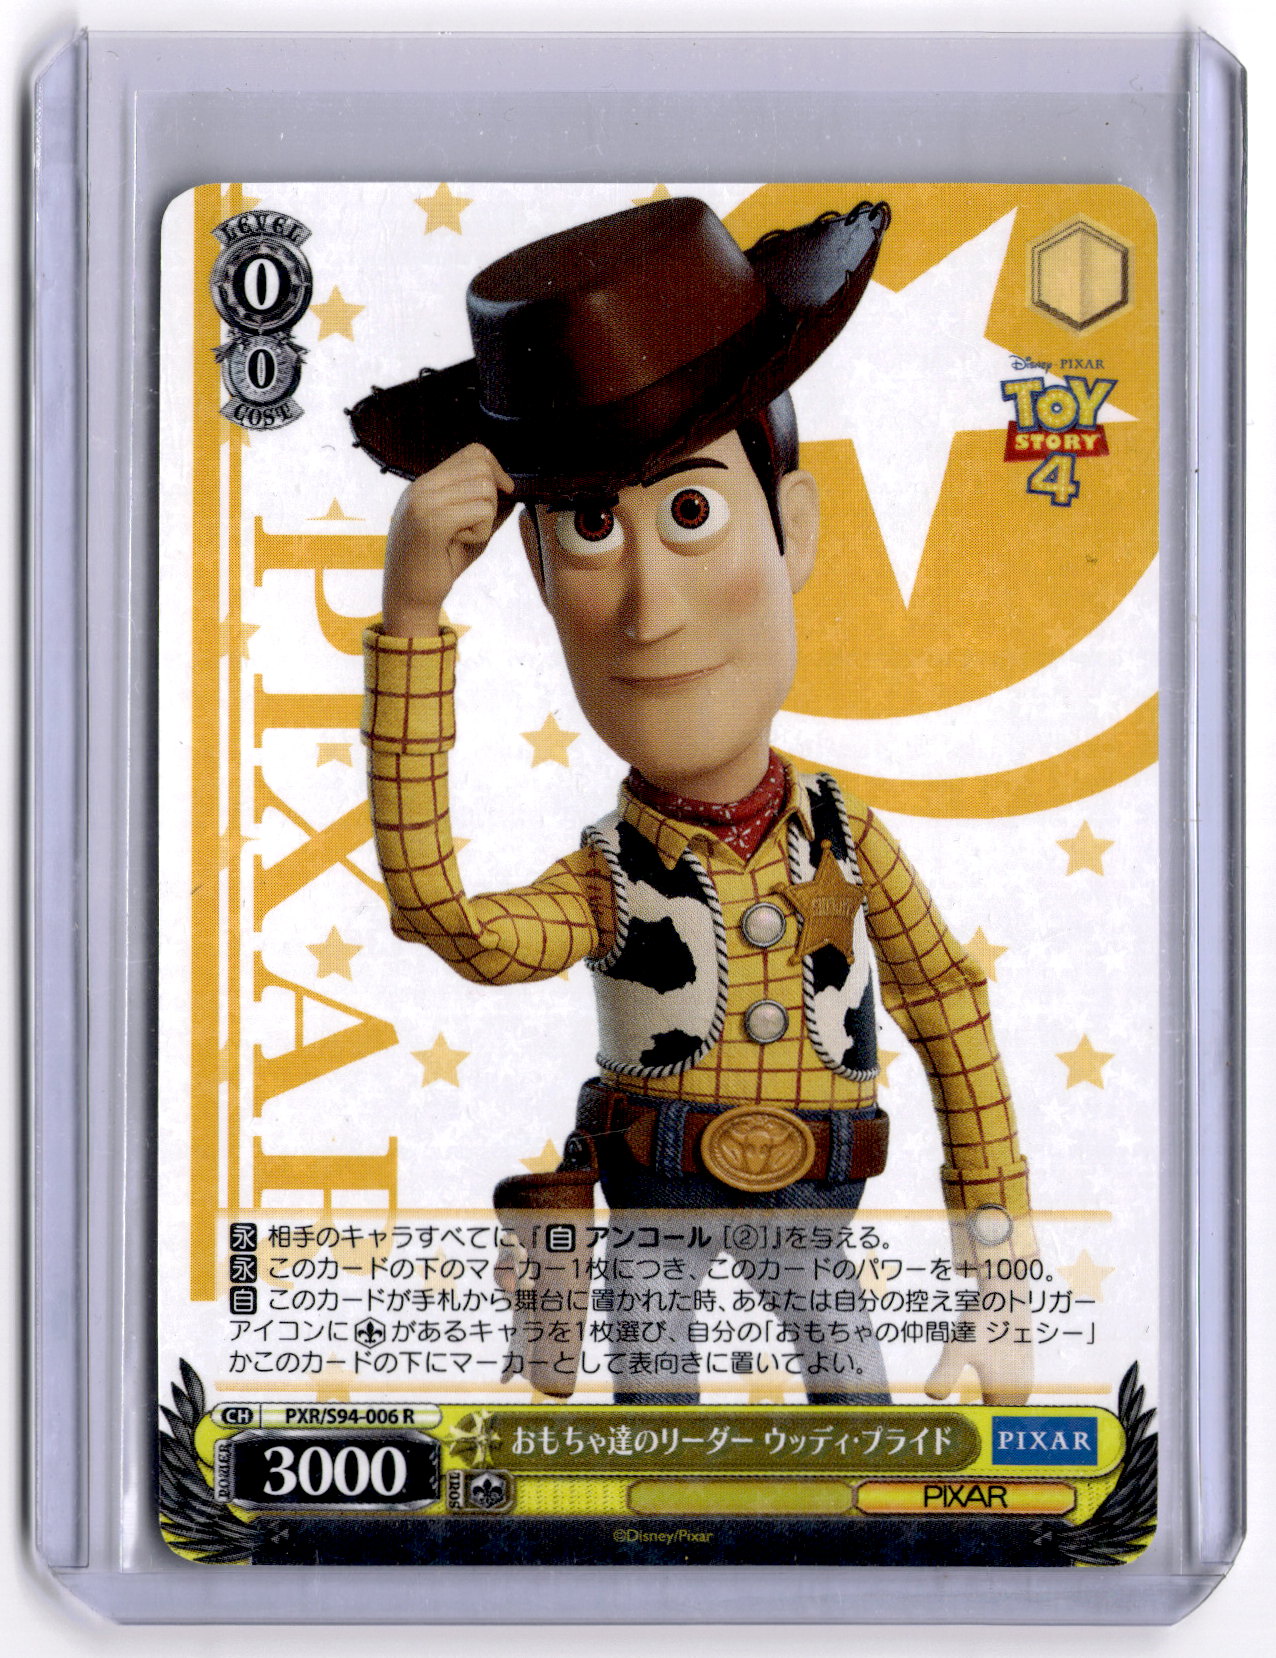 LEVEL
0
0
COST
Disney · PIXAR
TOY
STORY
4
PIXAR
永 相手のキャラすべてに、『自 アンコール [②]』を与える。
永 このカードの下のマーカー1枚につき、このカードのパワーを＋1000。
自 このカードが手札から舞台に置かれた時、あなたは自分の控え室のトリガー
アイコンに があるキャラを1枚選び、自分の「おもちゃの仲間達 ジェシー」
かこのカードの下にマーカーとして表向きに置いてよい。
CH PXR/S94-006 R
おもちゃ達のリーダー ウッディ・プライド
PIXAR
POWER
3000
SOUL
PIXAR
©Disney/Pixar